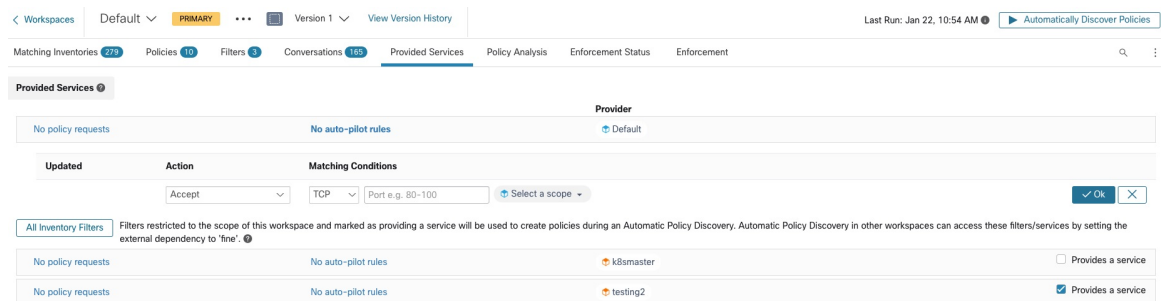 Workspaces Default PRIMARY Version 1 View Version History Last Run: Jan 22, 10:54 AM Automatically Discover Policies
Matching Inventories 279 Policies 10 Filters 3 Conversations 165 Provided Services Policy Analysis Enforcement Status Enforcement
Provided Services
Provider
No policy requests No auto-pilot rules Default
Updated Action Matching Conditions
Accept TCP Port e.g. 80-100 Select a scope Ok
All Inventory Filters Filters restricted to the scope of this workspace and marked as providing a service will be used to create policies during an Automatic Policy Discovery. Automatic Policy Discovery in other workspaces can access these filters/services by setting the
external dependency to 'fine'.
No policy requests No auto-pilot rules k8smaster Provides a service
No policy requests No auto-pilot rules testing2 Provides a service